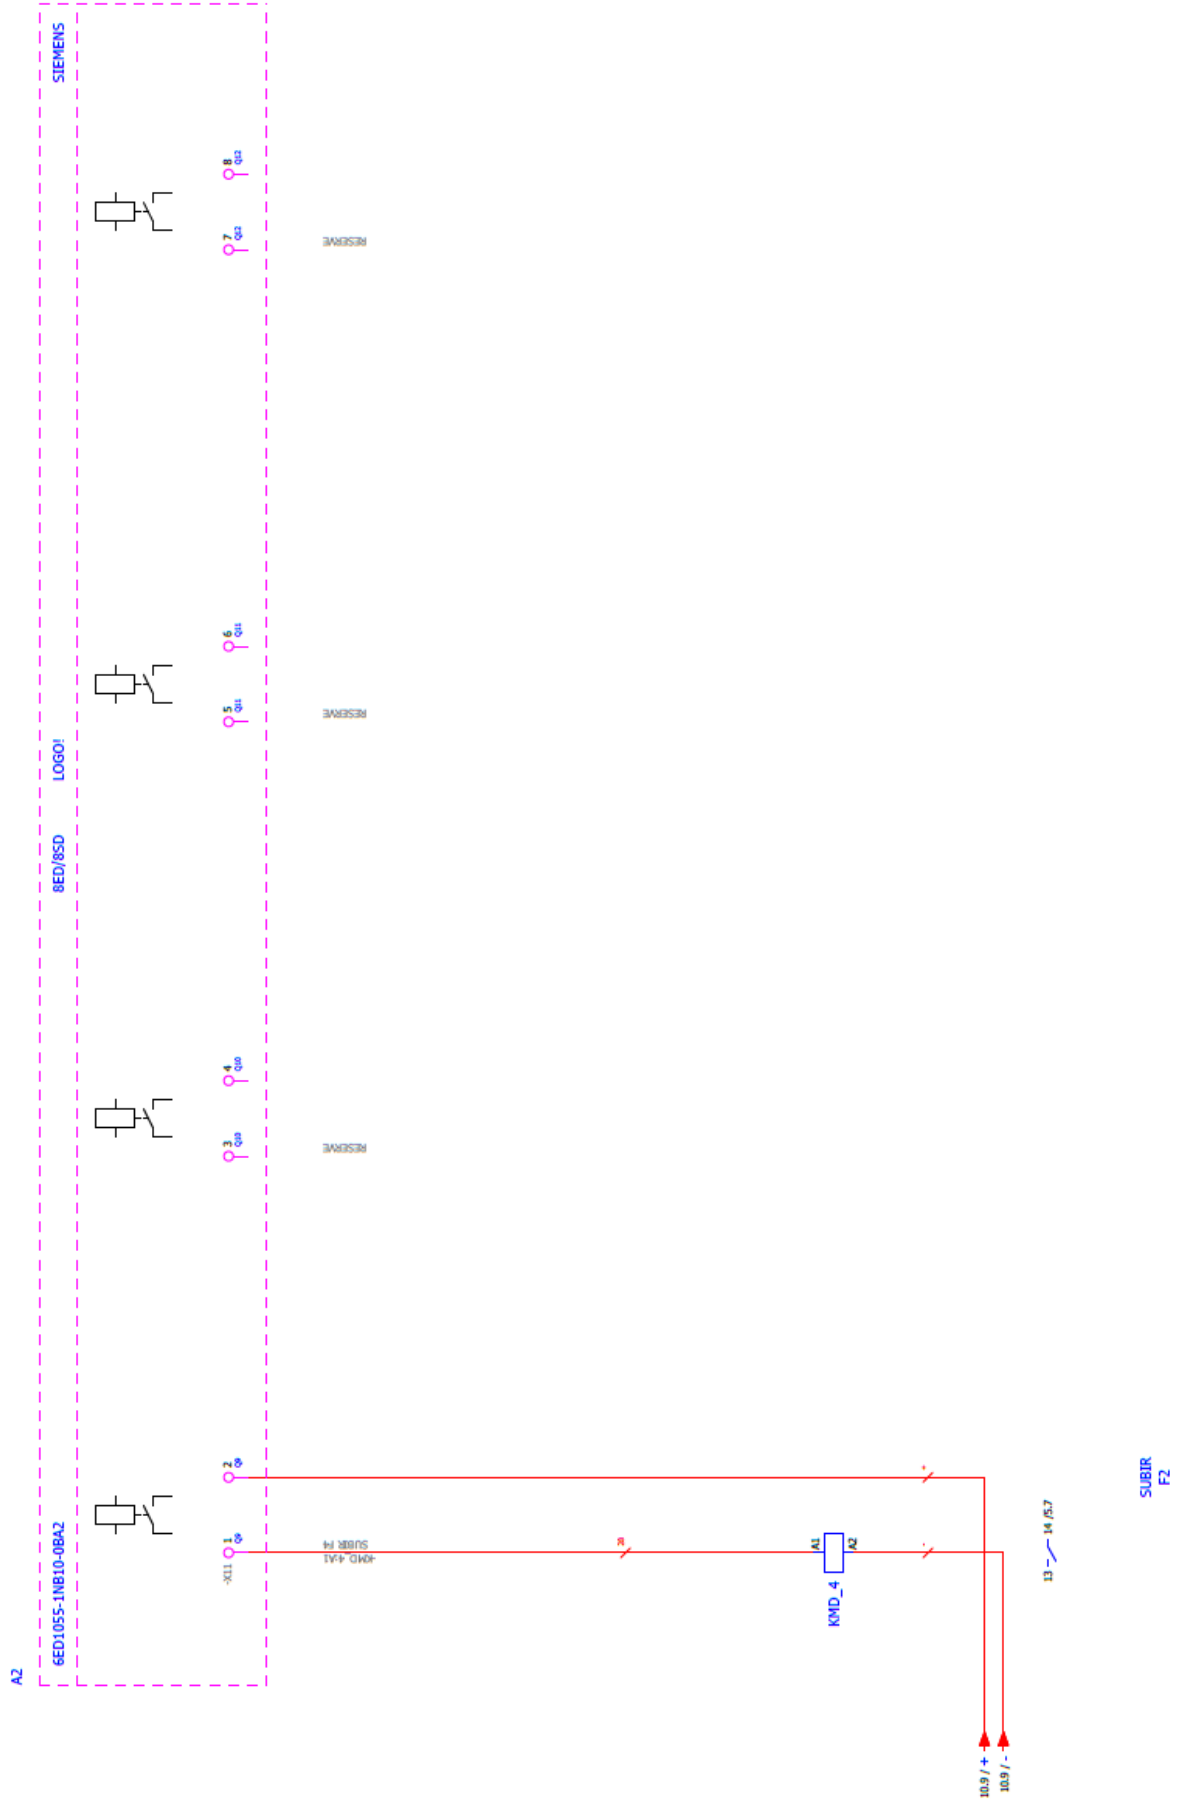 A2
6ED1055-1NB10-0BA2
8ED/8SD
LOGO!
SIEMENS
-X11
1
Q9
2
Q9
3
Q10
4
Q10
5
Q11
6
Q11
7
Q12
8
Q12
-KMD_4:A1
SUBIR F4
RESERVE
RESERVE
RESERVE
KMD_4
A1
A2
+
-
13
14 /5.7
10.9 / +
10.9 / -
SUBIR
F2